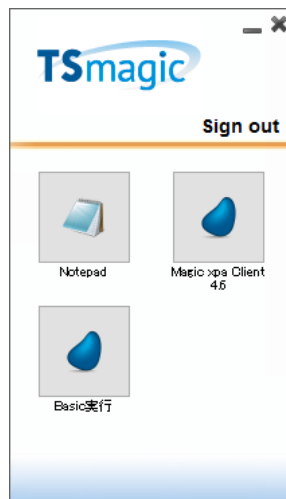 TSmagic
Sign out
Notepad
Magic xpa Client
4.6
Basic実行